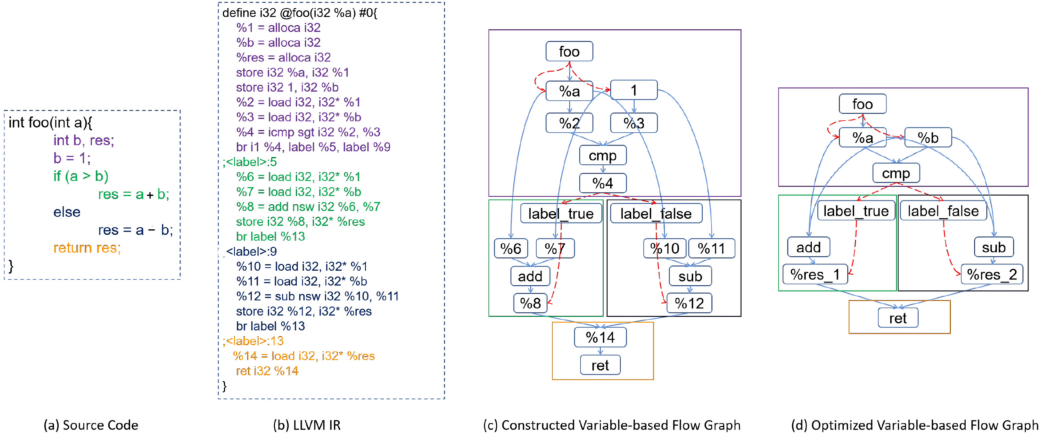 int foo(int a){
int b, res;
b = 1;
if (a > b)
res = a + b;
else
res = a − b;
return res;
}
(a) Source Code
define i32 @foo(i32 %a) #0{
%1 = alloca i32
%b = alloca i32
%res = alloca i32
store i32 %a, i32 %1
store i32 1, i32 %b
%2 = load i32, i32* %1
%3 = load i32, i32* %b
%4 = icmp sgt i32 %2, %3
br i1 %4, label %5, label %9
;<label>:5
%6 = load i32, i32* %1
%7 = load i32, i32* %b
%8 = add nsw i32 %6, %7
store i32 %8, i32* %res
br label %13
;<label>:9
%10 = load i32, i32* %1
%11 = load i32, i32* %b
%12 = sub nsw i32 %10, %11
store i32 %12, i32* %res
br label %13
;<label>:13
%14 = load i32, i32* %res
ret i32 %14
}
(b) LLVM IR
foo
%a 1
%2 %3
cmp
%4
label_true label_false
%6 %7 %10 %11
add sub
%8 %12
%14
ret
(c) Constructed Variable-based Flow Graph
foo
%a %b
cmp
label_true label_false
add sub
%res_1 %res_2
ret
(d) Optimized Variable-based Flow Graph